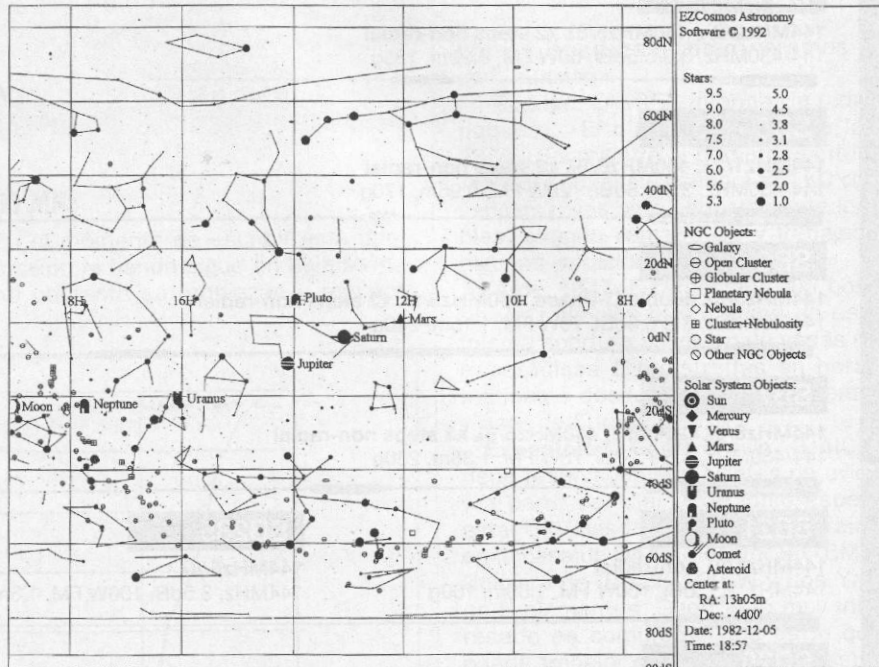 EZCosmos Astronomy
Software © 1992
80dN
Stars:
9.5 5.0
9.0 4.5
8.0 3.8
7.5 3.1
7.0 2.8
6.0 2.5
5.6 2.0
5.3 1.0
60dN
40dN
20dN
0dN
20dS
40dS
60dS
80dS
NGC Objects:
Galaxy
Open Cluster
Globular Cluster
Planetary Nebula
Nebula
Cluster+Nebulosity
Star
Other NGC Objects
18H 16H 12H 10H 8H
Pluto
Mars
Saturn
Jupiter
Uranus
Neptune
Moon
Solar System Objects:
Sun
Mercury
Venus
Mars
Jupiter
Saturn
Uranus
Neptune
Pluto
Moon
Comet
Asteroid
Center at:
RA: 13h05m
Dec: - 4d00'
Date: 1982-12-05
Time: 18:57